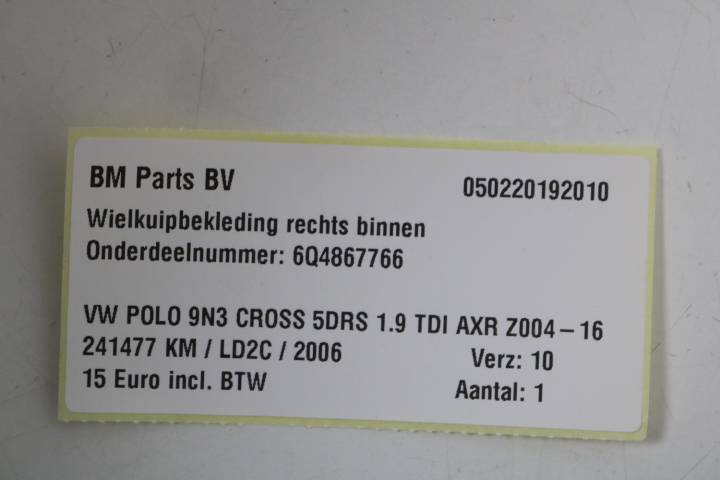 BM Parts BV 050220192010
Wielkuipbekleding rechts binnen
Onderdeelnummer: 6Q4867766
VW POLO 9N3 CROSS 5DRS 1.9 TDI AXR Z004-16
241477 KM / LD2C / 2006 Verz: 10
15 Euro incl. BTW Aantal: 1